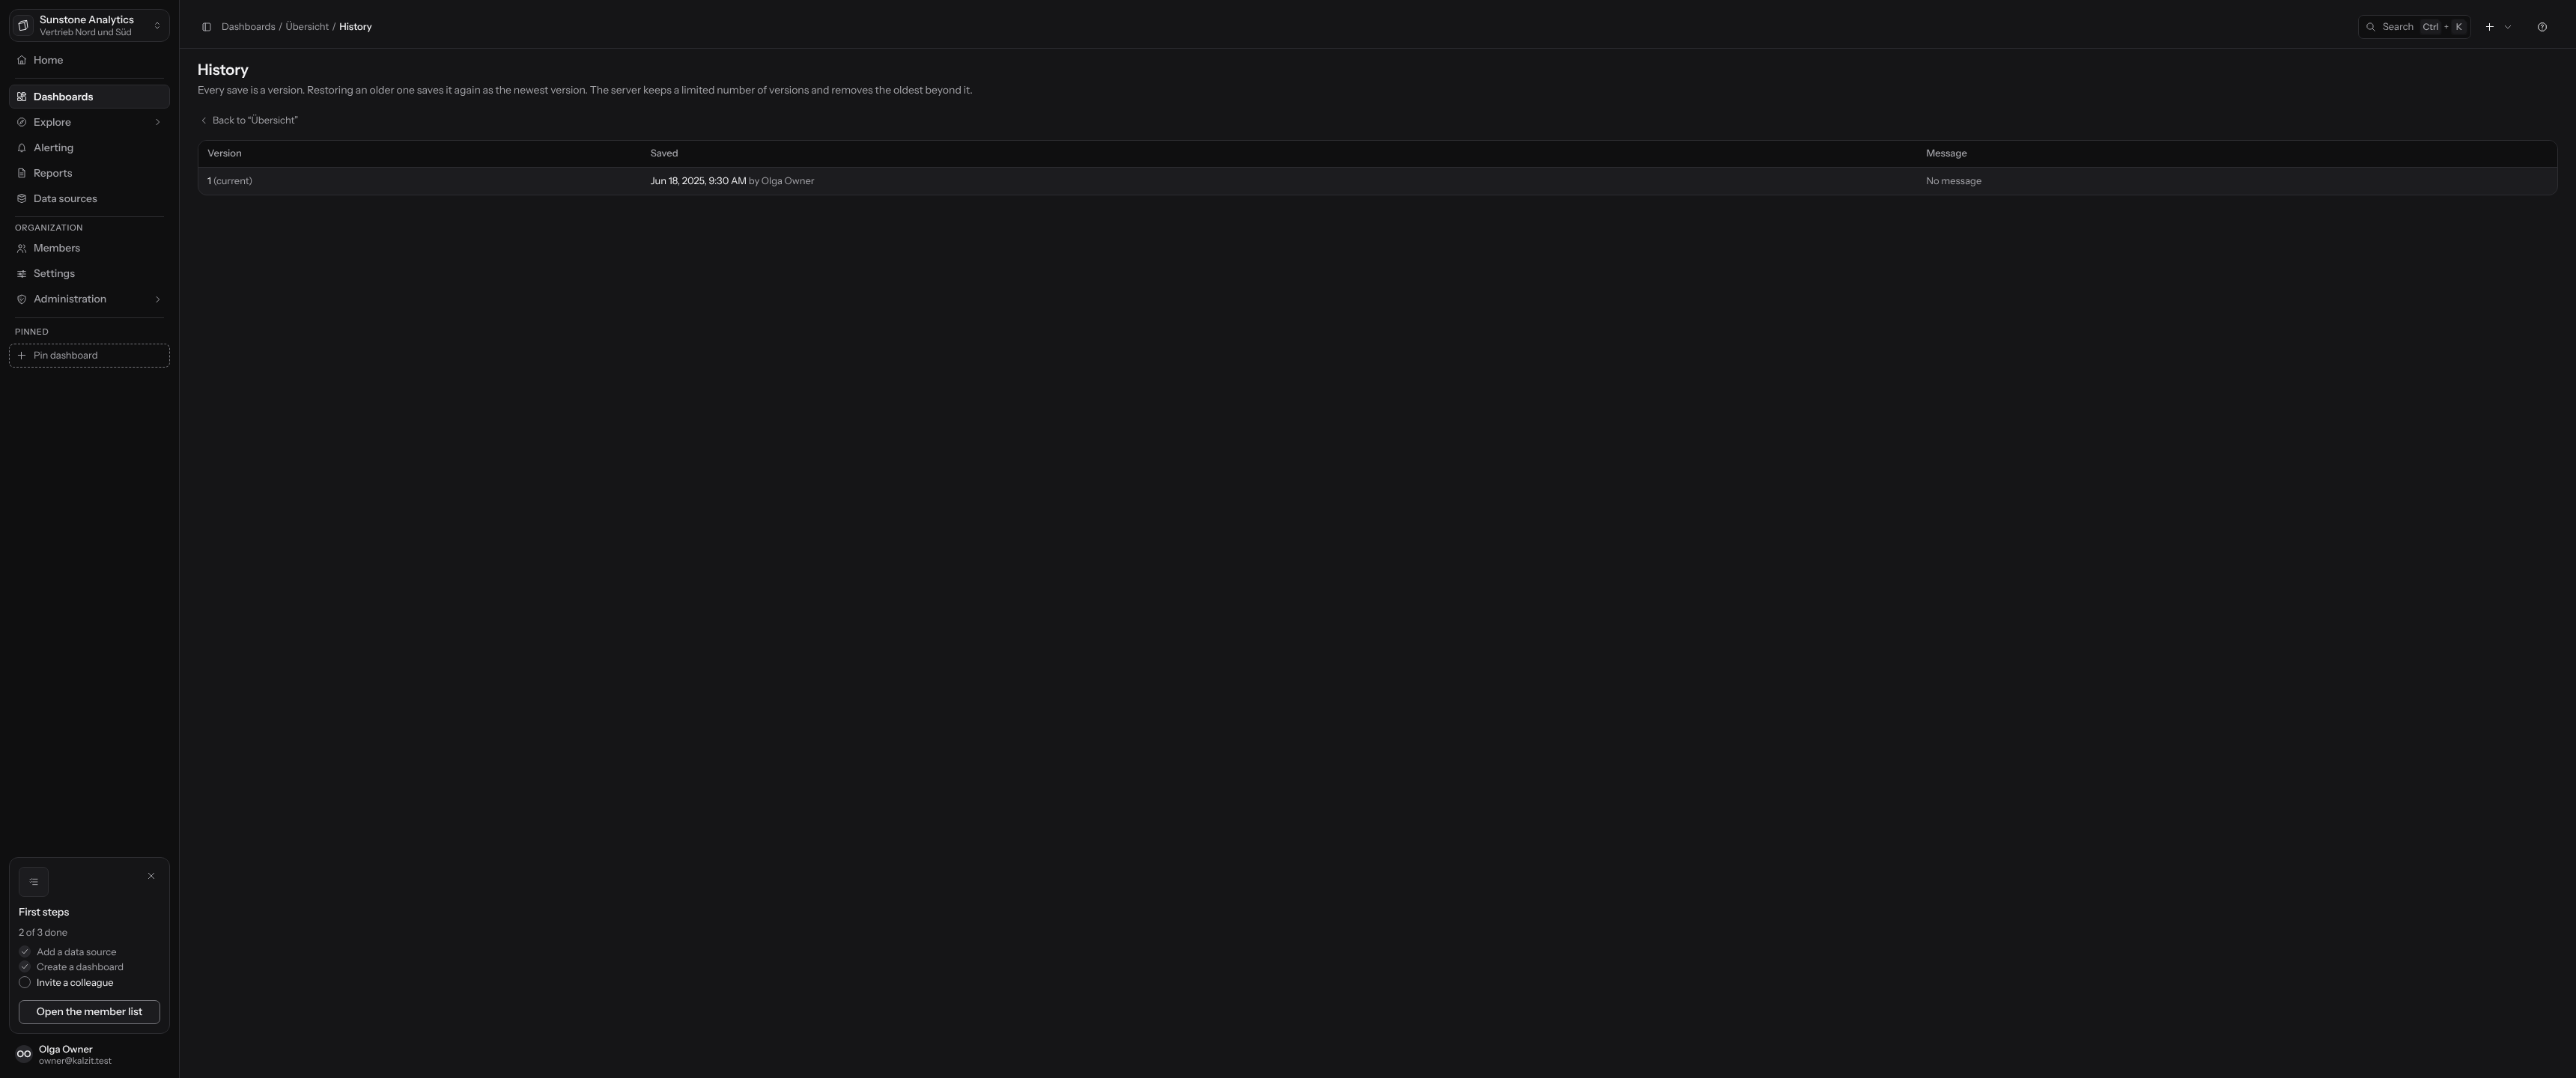 Sunstone Analytics
Vertrieb Nord und Süd
Home
Dashboards
Explore
Alerting
Reports
Data sources
ORGANIZATION
Members
Settings
Administration
PINNED
Pin dashboard
First steps
2 of 3 done
Add a data source
Create a dashboard
Invite a colleague
Open the member list
OO
Olga Owner
owner@kalzit.test
Dashboards / Übersicht / History
Search Ctrl + K
History
Every save is a version. Restoring an older one saves it again as the newest version. The server keeps a limited number of versions and removes the oldest beyond it.
Back to “Übersicht”
Version Saved Message
1 (current) Jun 18, 2025, 9:30 AM by Olga Owner No message